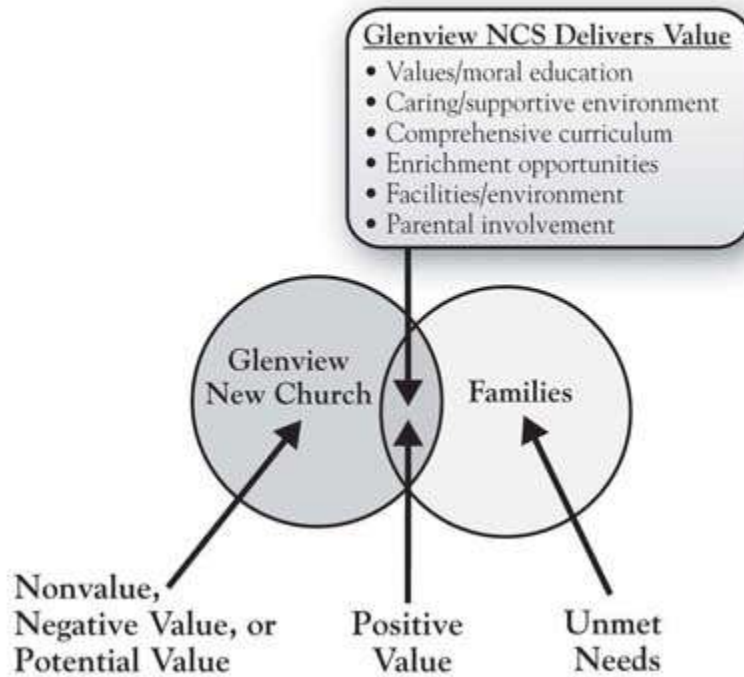 Glenview NCS Delivers Value
• Values/moral education
• Caring/supportive environment
• Comprehensive curriculum
• Enrichment opportunities
• Facilities/environment
• Parental involvement
Glenview
New Church
Families
Nonvalue,
Negative Value, or
Potential Value
Positive
Value
Unmet
Needs